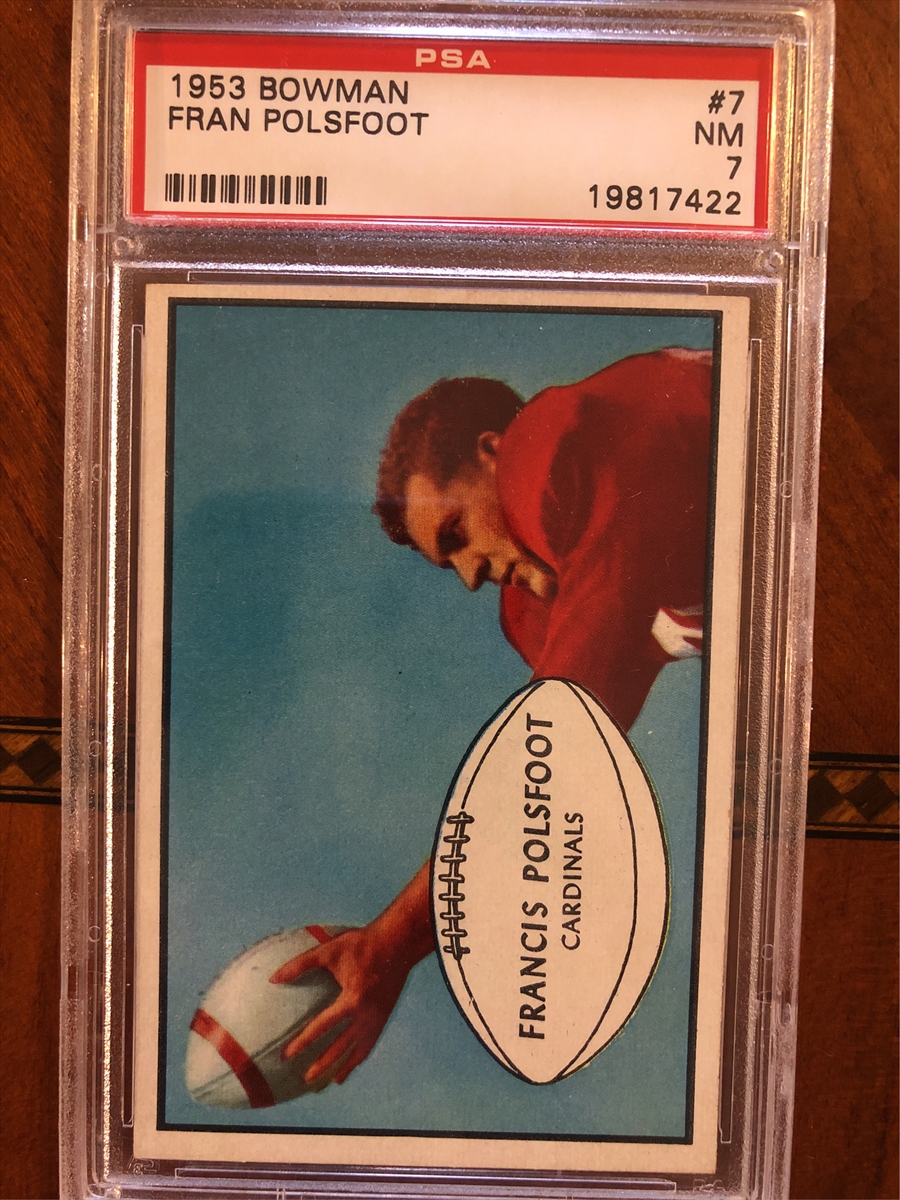 PSA
1953 BOWMAN #7
FRAN POLSFOOT NM
7
19817422
FRANCIS POLSFOOT
CARDINALS